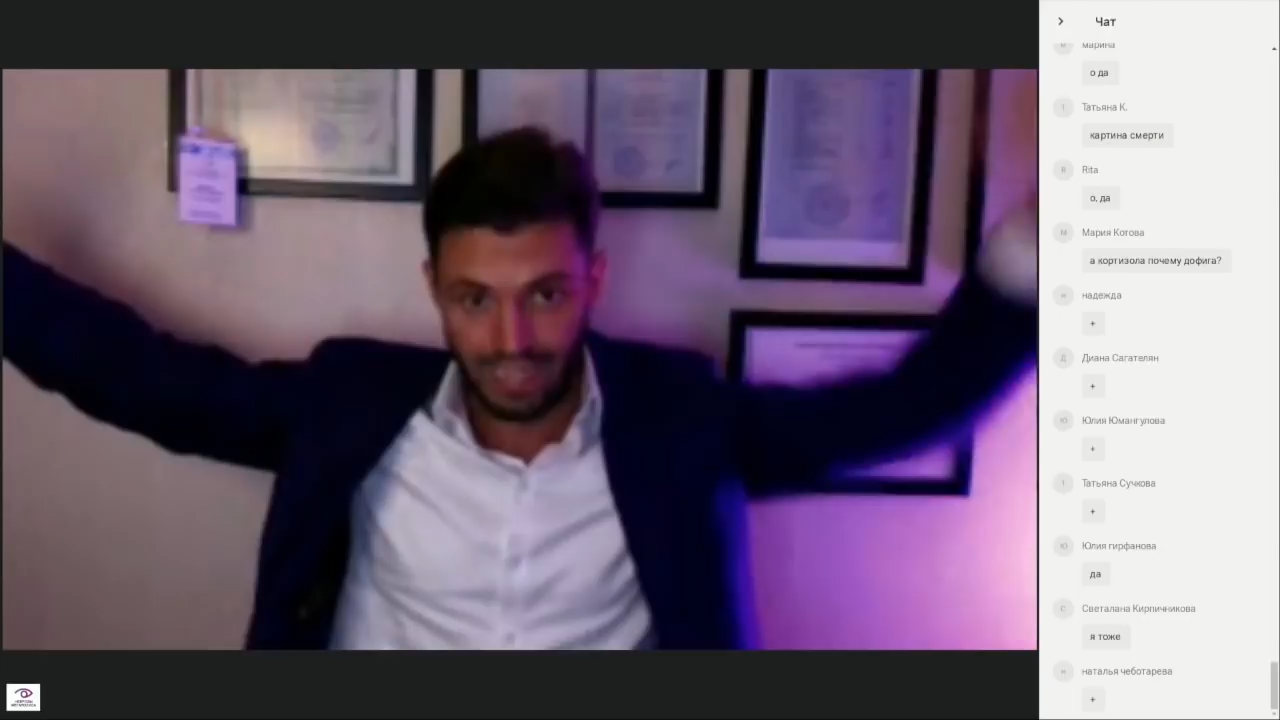 Чат
марина
о да
Татьяна К.
картина смерти
Rita
о, да
Мария Котова
а кортизола почему дофига?
надежда
+
Диана Сагателян
+
Юлия Юмангулова
+
Татьяна Сучкова
+
Юлия гирфанова
да
Светалана Кирпичникова
я тоже
наталья чеботарева
+